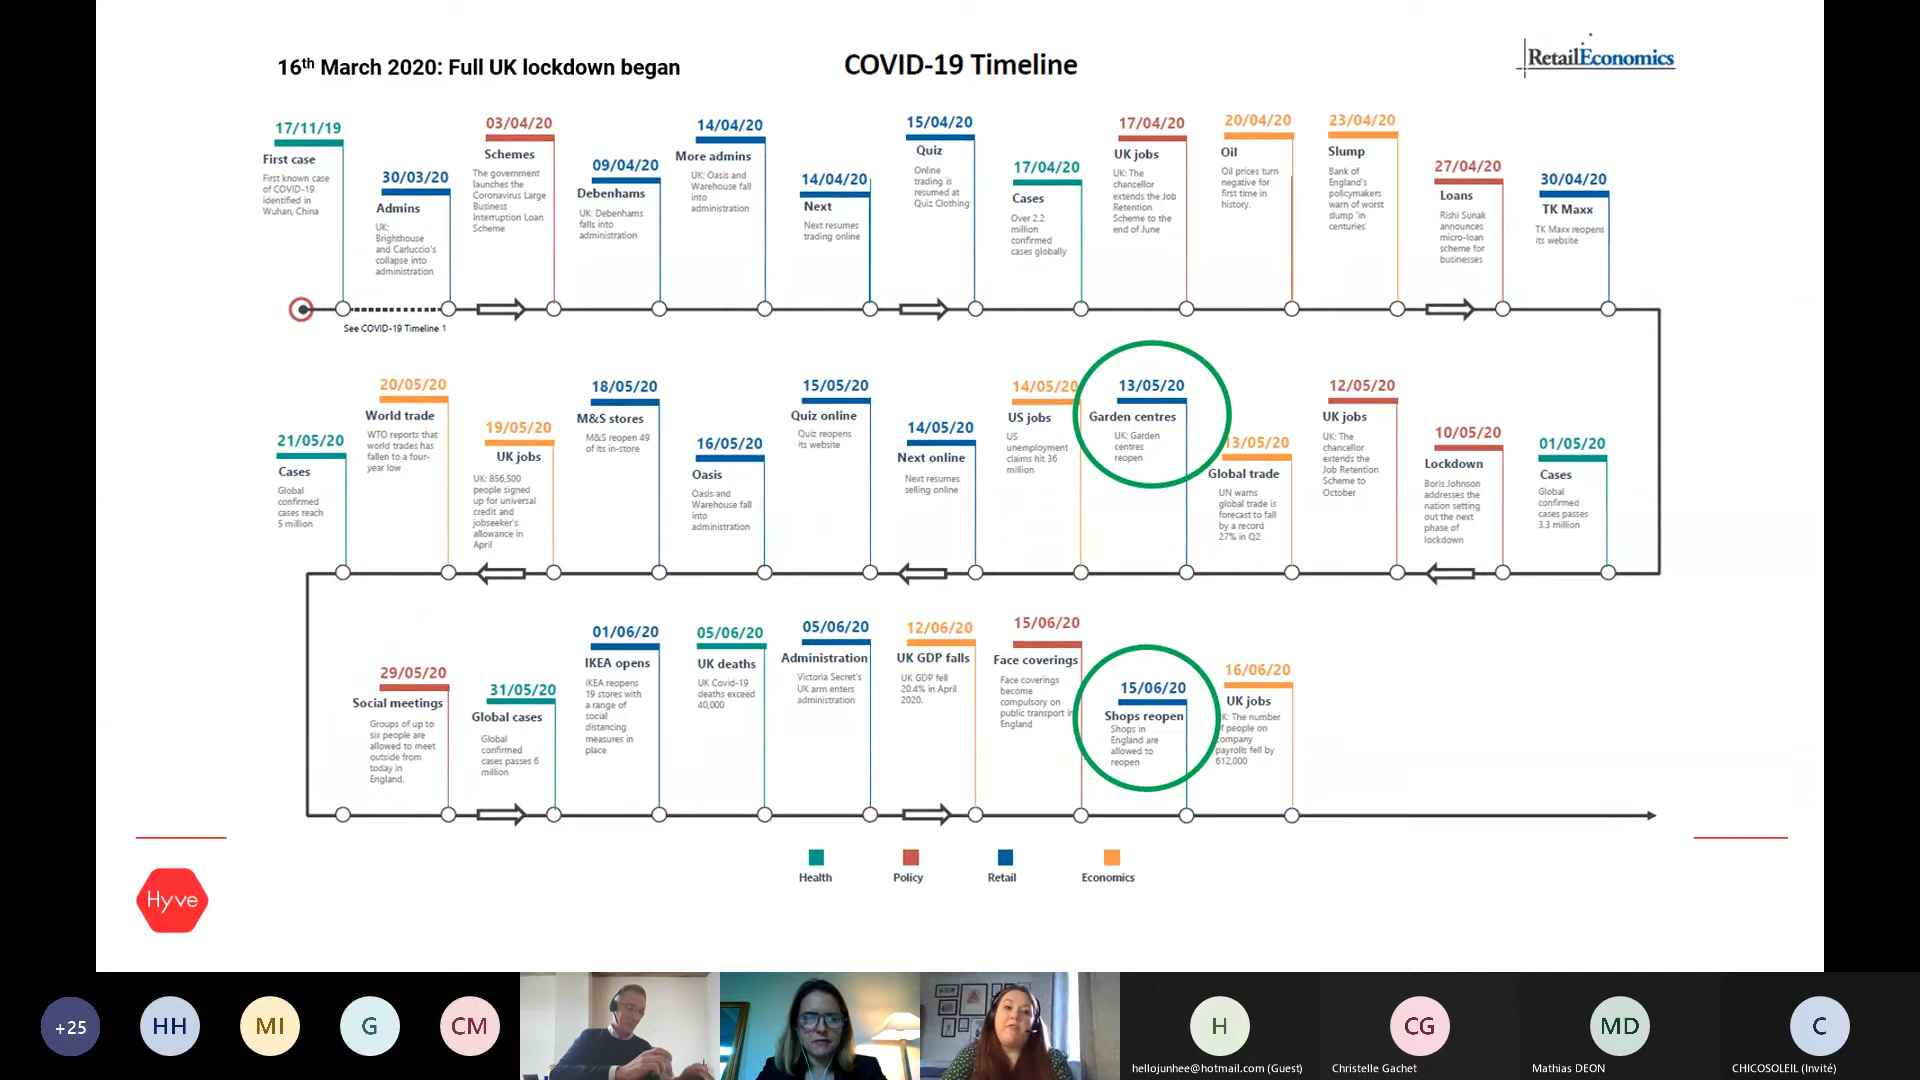 16th March 2020: Full UK lockdown began
COVID-19 Timeline
RetailEconomics
17/11/19
First case
First known case
of COVID-19
identified in
Wuhan, China
30/03/20
Admins
UK:
Brighthouse
and Carluccio's
collapse into
administration
03/04/20
Schemes
The government
launches the
Coronavirus Large
Business
Interruption Loan
Scheme
09/04/20
Debenhams
UK: Debenhams
falls into
administration
14/04/20
More admins
UK: Oasis and
Warehouse fall
into
administration
14/04/20
Next
Next resumes
trading online
15/04/20
Quiz
Online
trading is
resumed at
Quiz Clothing
17/04/20
Cases
Over 2.2
million
confirmed
cases globally
17/04/20
UK jobs
UK: The
chancellor
extends the Job
Retention
Scheme to the
end of June
20/04/20
Oil
Oil prices turn
negative for
first time in
history.
23/04/20
Slump
Bank of
England's
policymakers
warn of worst
slump 'in
centuries'
27/04/20
Loans
Rishi Sunak
announces
micro-loan
scheme for
businesses
30/04/20
TK Maxx
TK Maxx reopens
its website
See COVID-19 Timeline 1
21/05/20
Cases
Global
confirmed
cases reach
5 million
20/05/20
World trade
WTO reports that
world trades has
fallen to a four-
year low
19/05/20
UK jobs
UK: 856,500
people signed
up for universal
credit and
jobseeker's
allowance in
April
18/05/20
M&S stores
M&S reopen 49
of its in-store
16/05/20
Oasis
Oasis and
Warehouse fall
into
administration
15/05/20
Quiz online
Quiz reopens
its website
14/05/20
Next online
Next resumes
selling online
14/05/20
US jobs
US
unemployment
claims hit 36
million
13/05/20
Garden centres
UK: Garden
centres
reopen
13/05/20
Global trade
UN warns
global trade is
forecast to fall
by a record
27% in Q2
12/05/20
UK jobs
UK: The
chancellor
extends the
Job Retention
Scheme to
October
10/05/20
Lockdown
Boris Johnson
addresses the
nation setting
out the next
phase of
lockdown
01/05/20
Cases
Global
confirmed
cases passes
3.3 million
29/05/20
Social meetings
Groups of up to
six people are
allowed to meet
outside from
today in
England.
31/05/20
Global cases
Global
confirmed
cases passes 6
million
01/06/20
IKEA opens
IKEA reopens
19 stores with
a range of
social
distancing
measures in
place
05/06/20
UK deaths
UK Covid-19
deaths exceed
40,000
05/06/20
Administration
Victoria Secret's
UK arm enters
administration
12/06/20
UK GDP falls
UK GDP fell
20.4% in April
2020.
15/06/20
Face coverings
Face coverings
become
compulsory on
public transport in
England
15/06/20
Shops reopen
Shops in
England are
allowed to
reopen
16/06/20
UK jobs
UK: The number
of people on
company
payrolls fell by
612,000
Health
Policy
Retail
Economics
Hyve
+25
HH
MI
G
CM
H
CG
MD
C
hellojunhee@hotmail.com (Guest)
Christelle Gachet
Mathias DEON
CHICOSOLEIL (Invité)